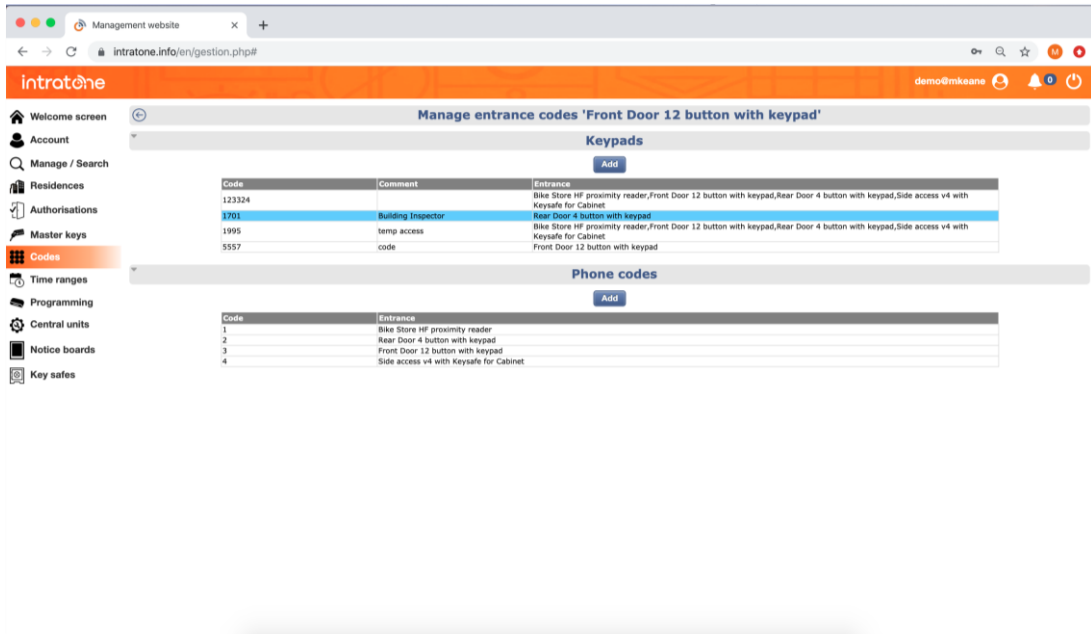 Management website
intratone.info/en/gestion.php#
M
intratone
demo@mkeane
0
Welcome screen
Manage entrance codes 'Front Door 12 button with keypad'
Account
Keypads
Manage / Search
Add
Residences
Code Comment Entrance
123324 Bike Store HF proximity reader,Front Door 12 button with keypad,Rear Door 4 button with keypad,Side access v4 with
Keysafe for Cabinet
Authorisations
1701 Building Inspector Rear Door 4 button with keypad
Master keys
1995 temp access Bike Store HF proximity reader,Front Door 12 button with keypad,Rear Door 4 button with keypad,Side access v4 with
Keysafe for Cabinet
5557 code Front Door 12 button with keypad
Codes
Time ranges
Phone codes
Programming
Add
Central units
Code Entrance
1 Bike Store HF proximity reader
2 Rear Door 4 button with keypad
3 Front Door 12 button with keypad
4 Side access v4 with Keysafe for Cabinet
Notice boards
Key safes